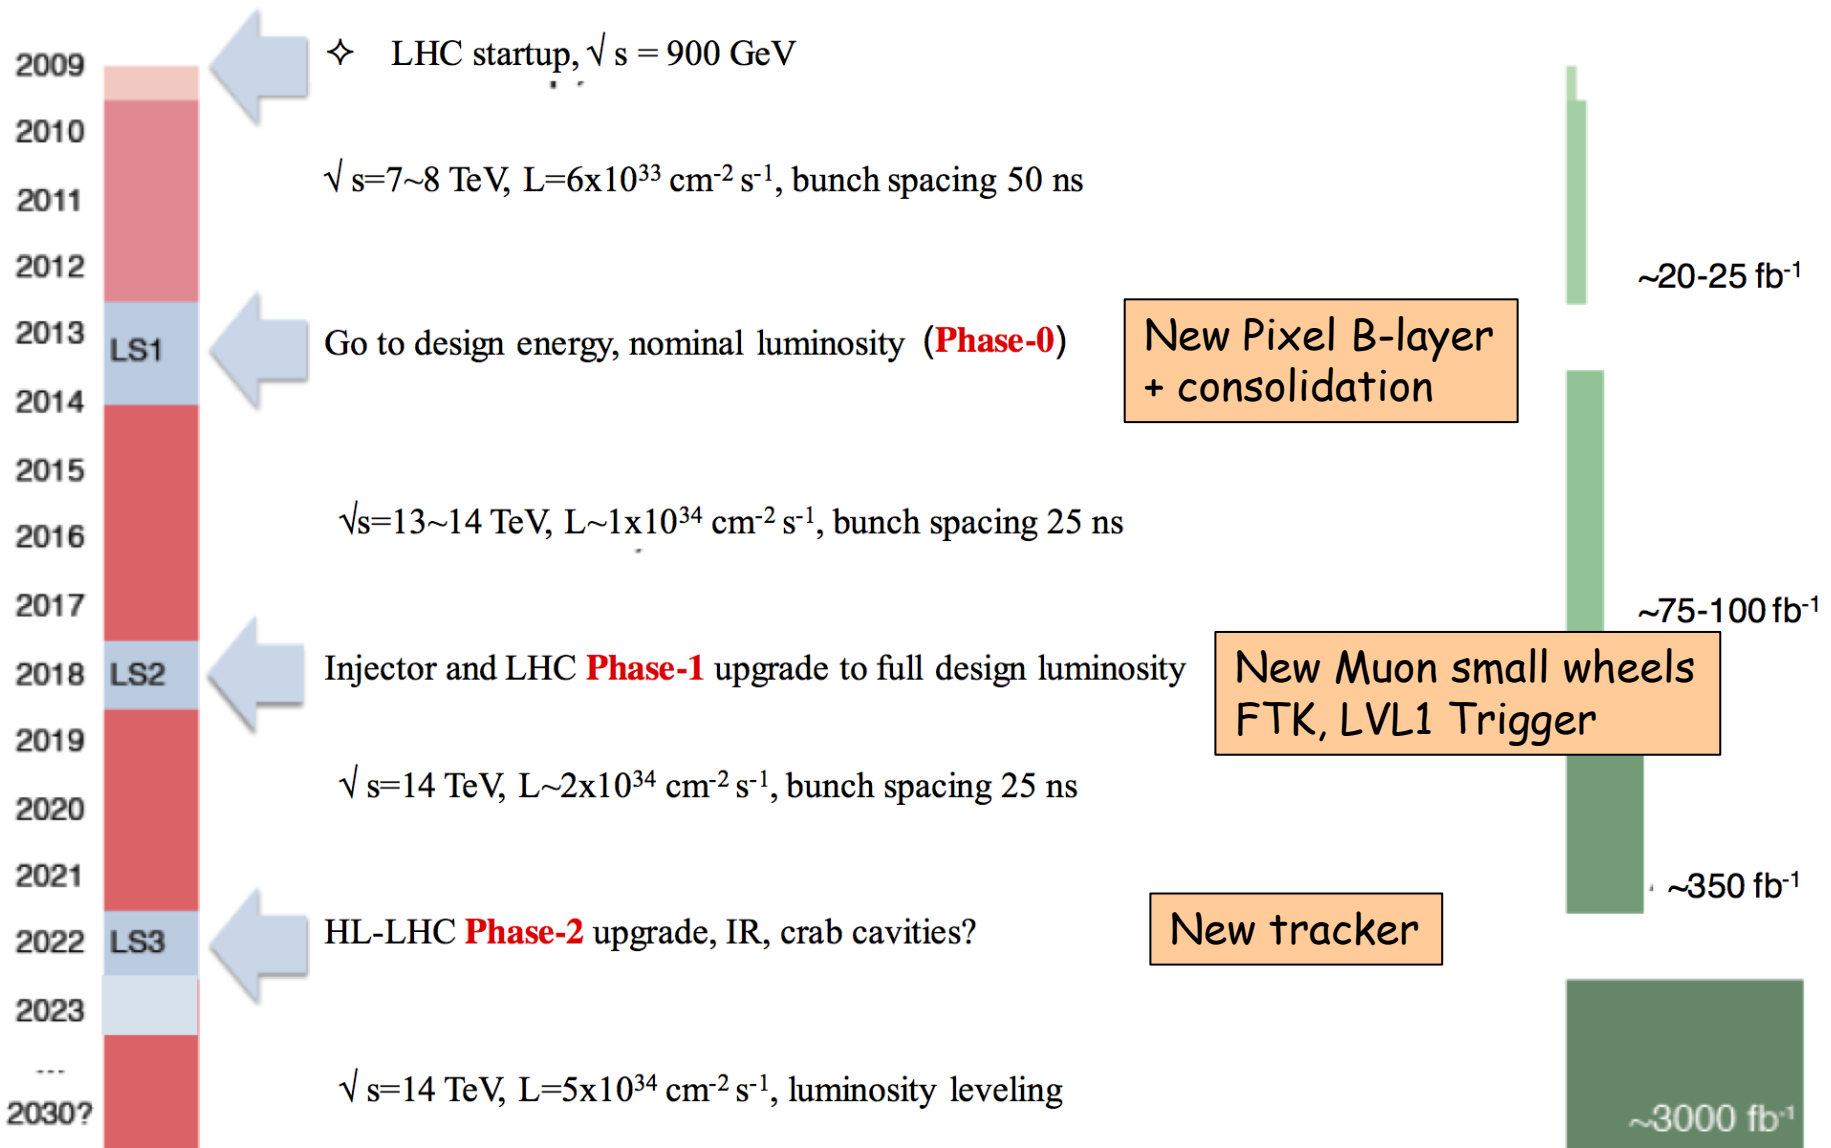 2009
✧ LHC startup, √ s = 900 GeV
2010
√ s=7~8 TeV, L=6x10³³ cm⁻² s⁻¹, bunch spacing 50 ns
2011
2012
~20-25 fb⁻¹
2013
LS1
Go to design energy, nominal luminosity (Phase-0)
New Pixel B-layer
+ consolidation
2014
2015
√s=13~14 TeV, L~1x10³⁴ cm⁻² s⁻¹, bunch spacing 25 ns
2016
2017
~75-100 fb⁻¹
2018
LS2
Injector and LHC Phase-1 upgrade to full design luminosity
New Muon small wheels
FTK, LVL1 Trigger
2019
√ s=14 TeV, L~2x10³⁴ cm⁻² s⁻¹, bunch spacing 25 ns
2020
2021
~350 fb⁻¹
2022
LS3
HL-LHC Phase-2 upgrade, IR, crab cavities?
New tracker
2023
---
√ s=14 TeV, L=5x10³⁴ cm⁻² s⁻¹, luminosity leveling
2030?
~3000 fb⁻¹